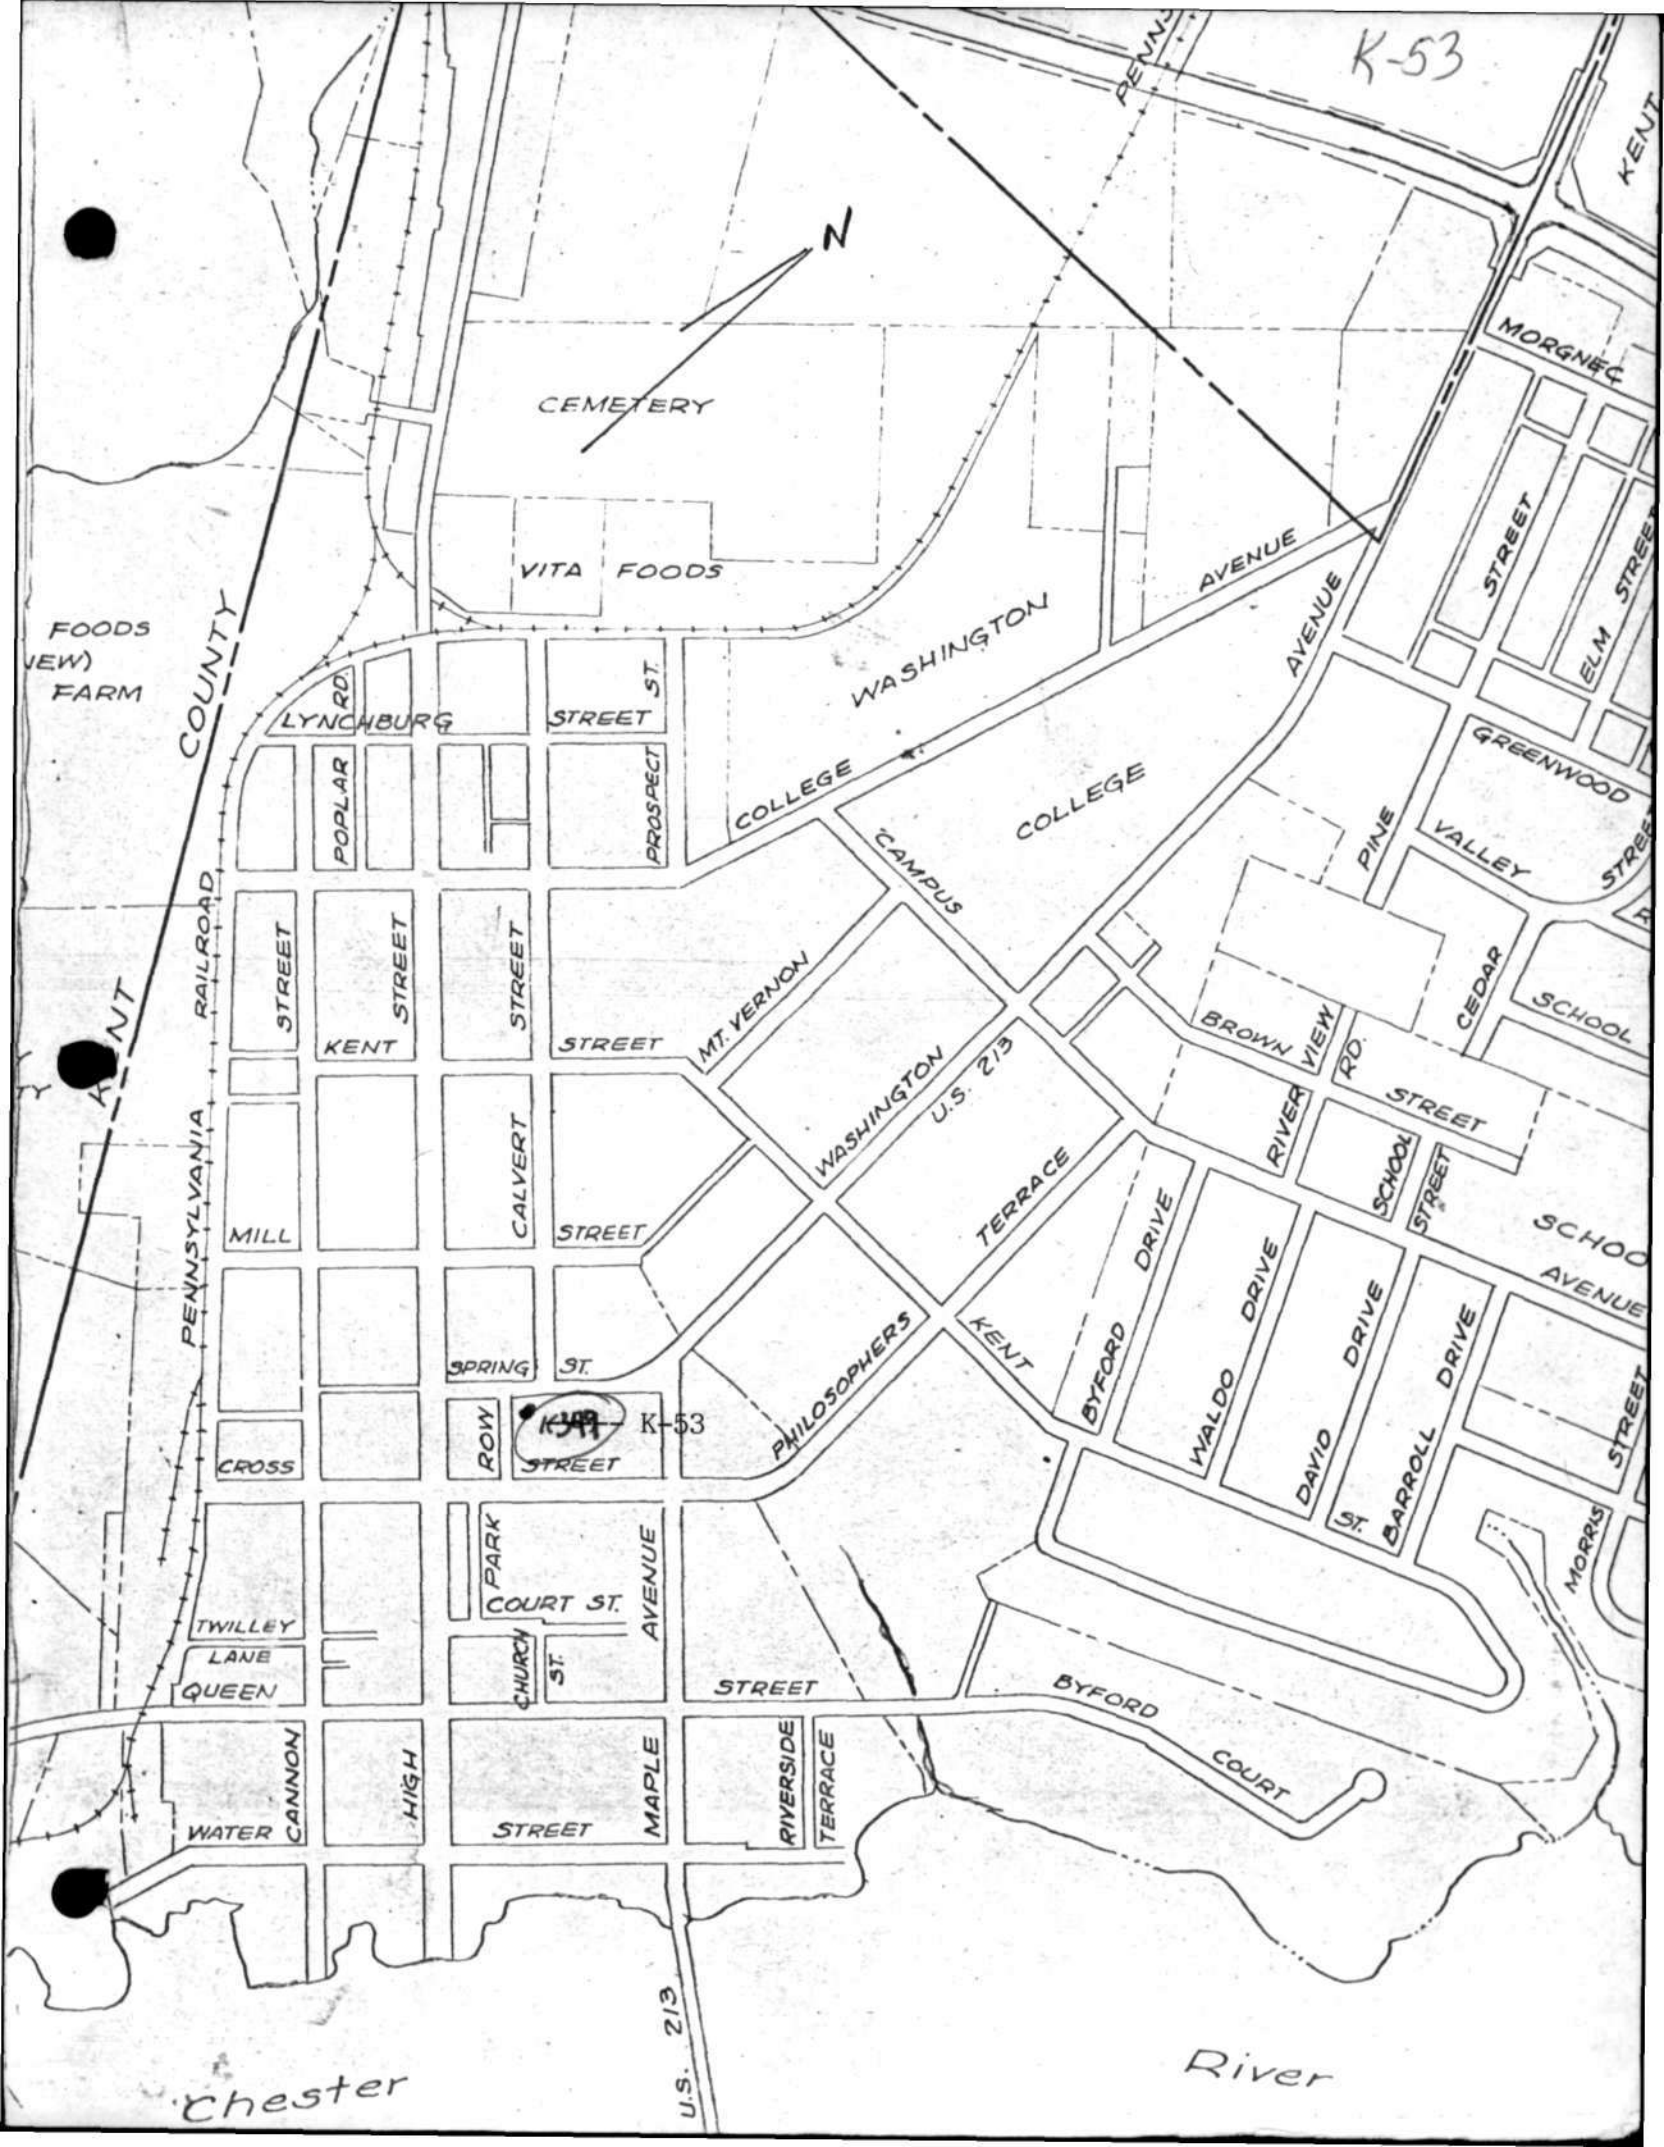 K-53
PENNS
KENT
N
MORGNEC
CEMETERY
STREET
STREET
VITA FOODS
AVENUE
AVENUE
ELM
FOODS
FARM
COUNTY
WASHINGTON
RD.
ST.
LYNCHBURG
STREET
GREENWOOD
POPLAR
PROSPECT
COLLEGE
COLLEGE
CAMPUS
PINE
VALLEY
STREET
RAILROAD
STREET
STREET
STREET
MT. VERNON
CEDAR
SCHOOL
KENT
KENT
STREET
WASHINGTON
U.S. 213
BROWN
VIEW
RD.
STREET
RIVER
PENNSYLVANIA
CALVERT
MILL
STREET
TERRACE
DRIVE
SCHOOL
STREET
SCHOO
AVENUE
DRIVE
DRIVE
DRIVE
SPRING
ST.
PHILOSOPHERS
KENT
BYFORD
WALDO
DAVID
ST.
BARROLL
STREET
ROW
K-53
CROSS
STREET
MORRIS
PARK
COURT ST.
AVENUE
TWILLEY
LANE
QUEEN
CHURCH
ST.
STREET
BYFORD
COURT
WATER
CANNON
HIGH
STREET
MAPLE
RIVERSIDE
TERRACE
U.S. 213
Chester
River